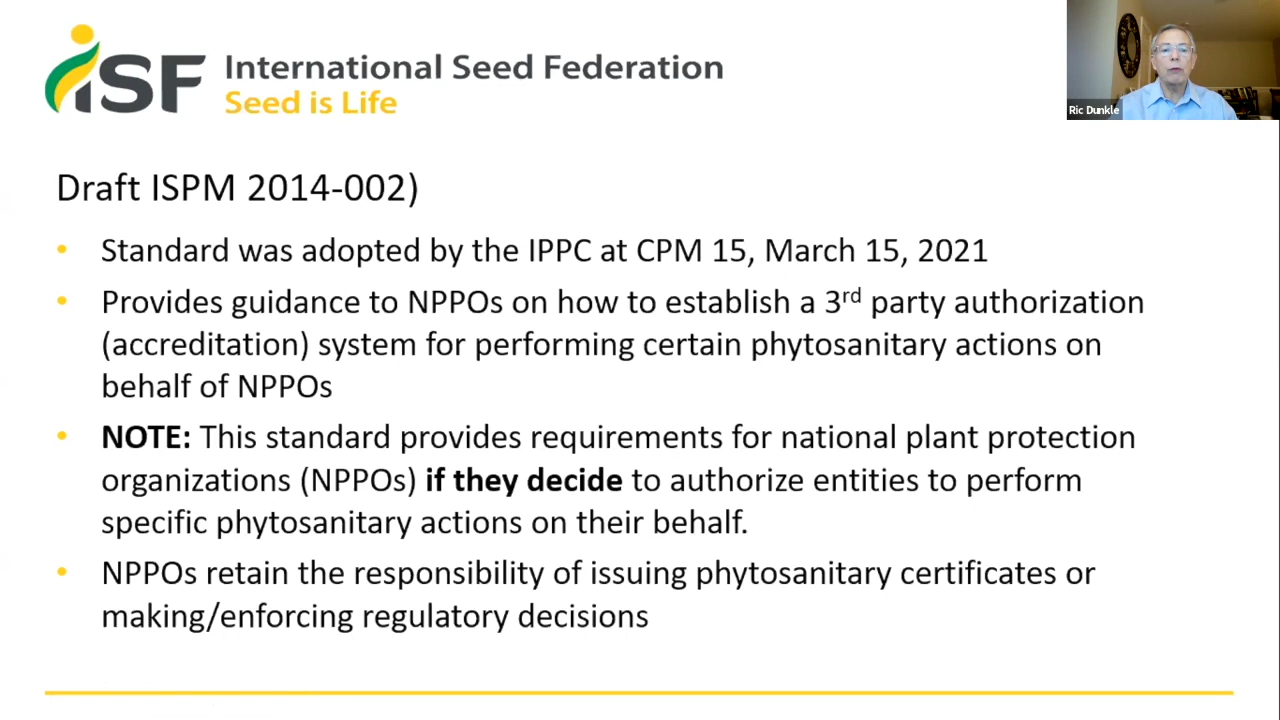 iSF International Seed Federation
Seed is Life
Ric Dunkle
Draft ISPM 2014-002)
• Standard was adopted by the IPPC at CPM 15, March 15, 2021
• Provides guidance to NPPOs on how to establish a 3rd party authorization
(accreditation) system for performing certain phytosanitary actions on
behalf of NPPOs
• NOTE: This standard provides requirements for national plant protection
organizations (NPPOs) if they decide to authorize entities to perform
specific phytosanitary actions on their behalf.
• NPPOs retain the responsibility of issuing phytosanitary certificates or
making/enforcing regulatory decisions